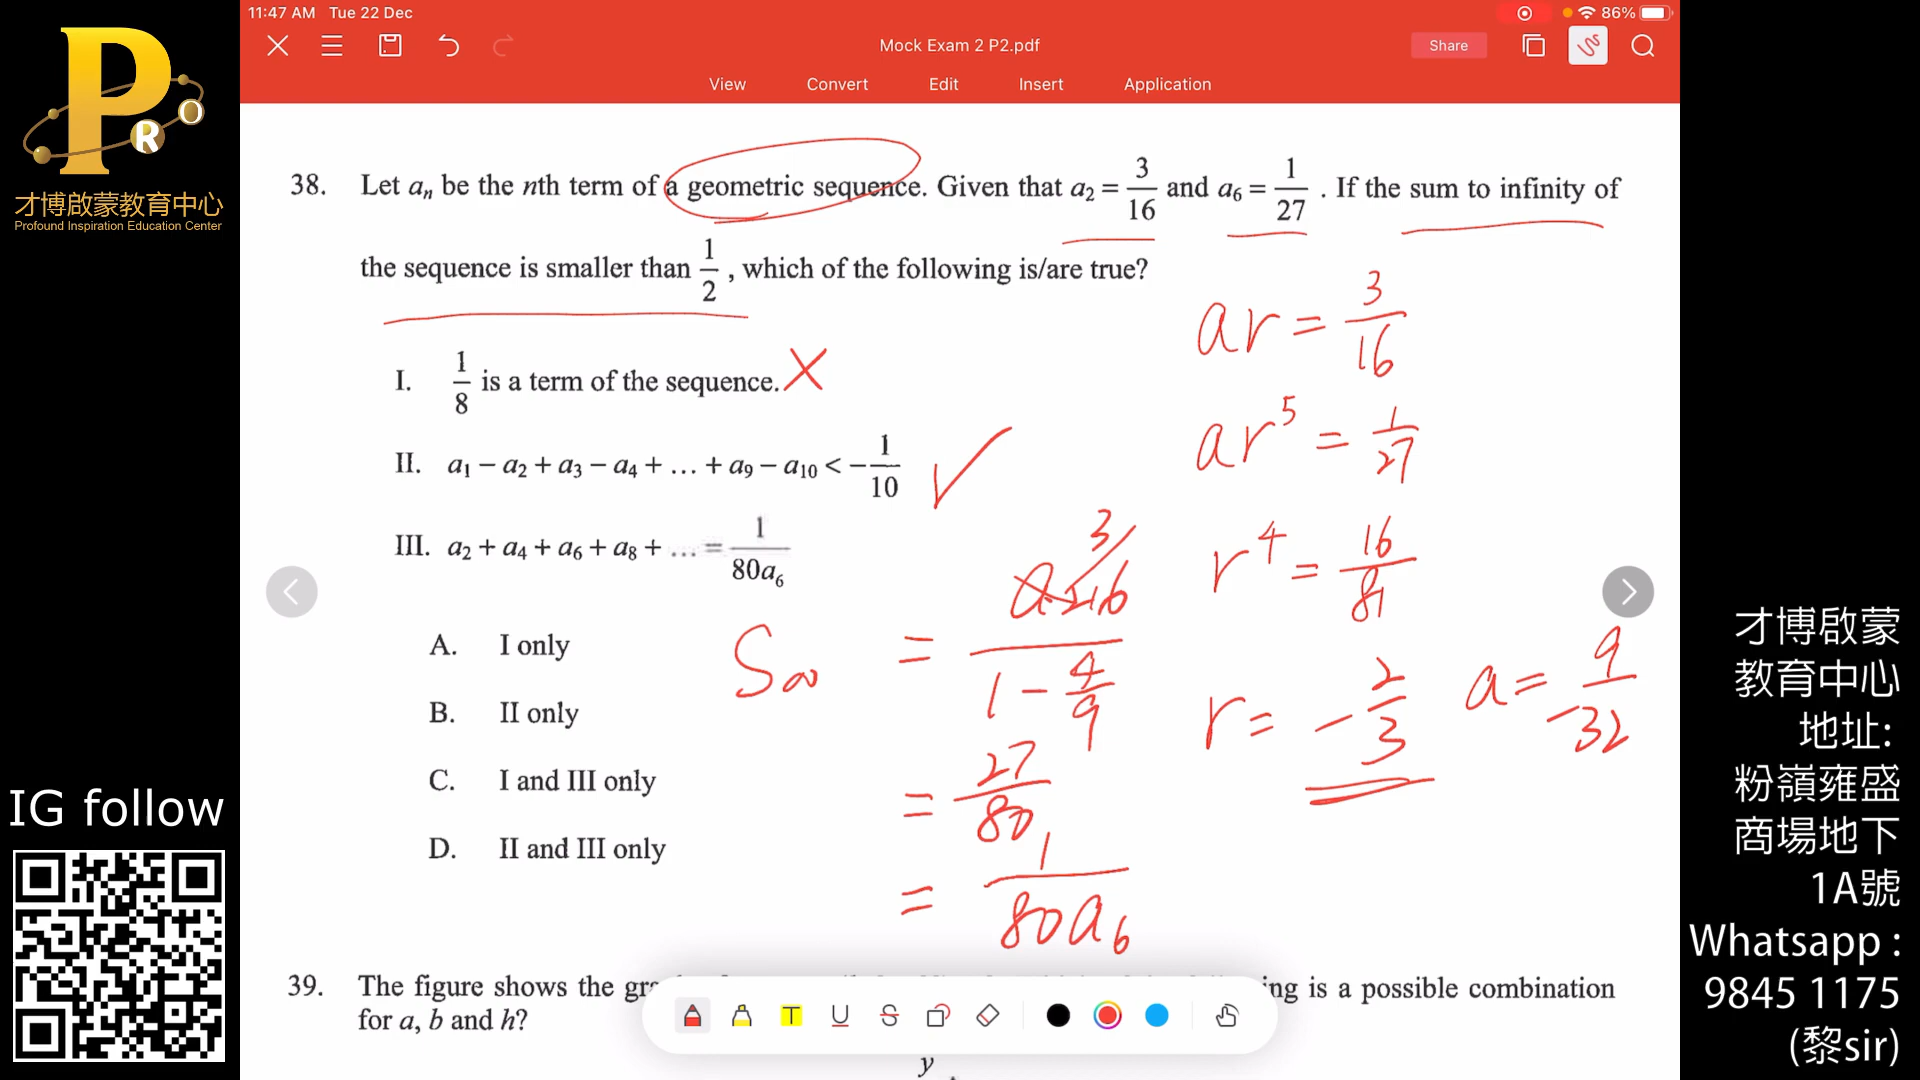 11:47 AM Tue 22 Dec
86%
Mock Exam 2 P2.pdf
Share
View Convert Edit Insert Application
PRO
才博啟蒙教育中心
Profound Inspiration Education Center
38. Let aₙ be the nth term of a geometric sequence. Given that a₂ = 3/16 and a₆ = 1/27 . If the sum to infinity of
the sequence is smaller than 1/2 , which of the following is/are true?
I. 1/8 is a term of the sequence. ✗
II. a₁ − a₂ + a₃ − a₄ + … + a₉ − a₁₀ < −1/10 ✓
III. a₂ + a₄ + a₆ + a₈ + … = 1/(80a₆)
A. I only
B. II only
C. I and III only
D. II and III only
ar = 3/16
ar⁵ = 1/27
r⁴ = 16/81
r = −2/3
a = 9/−32
S∞ = (3/16)/(1 − 4/9)
= 27/80
= 1/(80a₆)
39. The figure shows the gr
ing is a possible combination
for a, b and h?
y
IG follow
才博啟蒙
教育中心
地址:
粉嶺雍盛
商場地下
1A號
Whatsapp :
9845 1175
(黎sir)